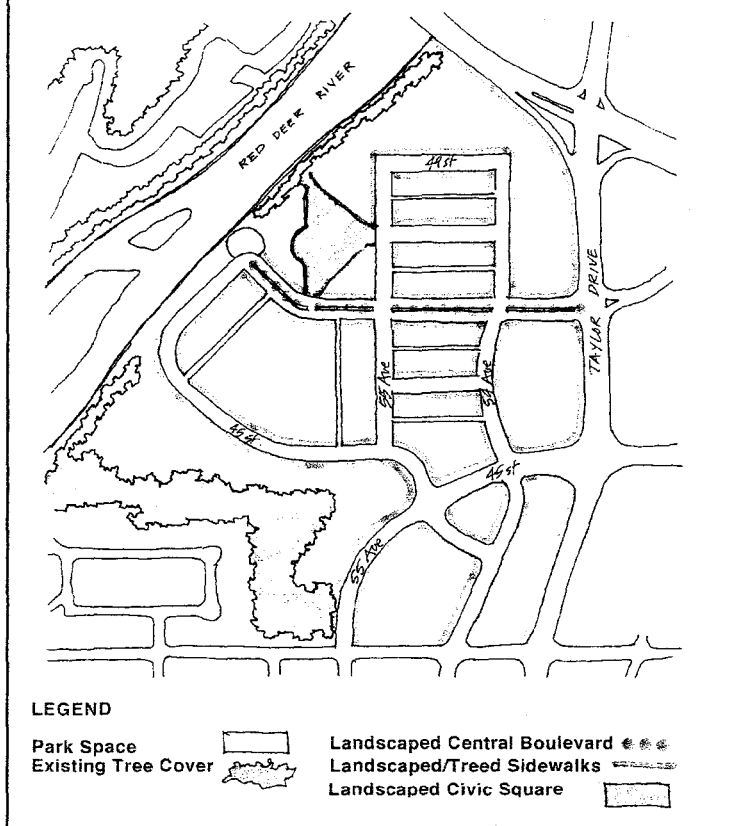 RED DEER RIVER
49 st
TAYLOR DRIVE
55 Ave
54 Ave
45 st
45 st
55 Ave
LEGEND
Park Space
Existing Tree Cover
Landscaped Central Boulevard
Landscaped/Treed Sidewalks
Landscaped Civic Square